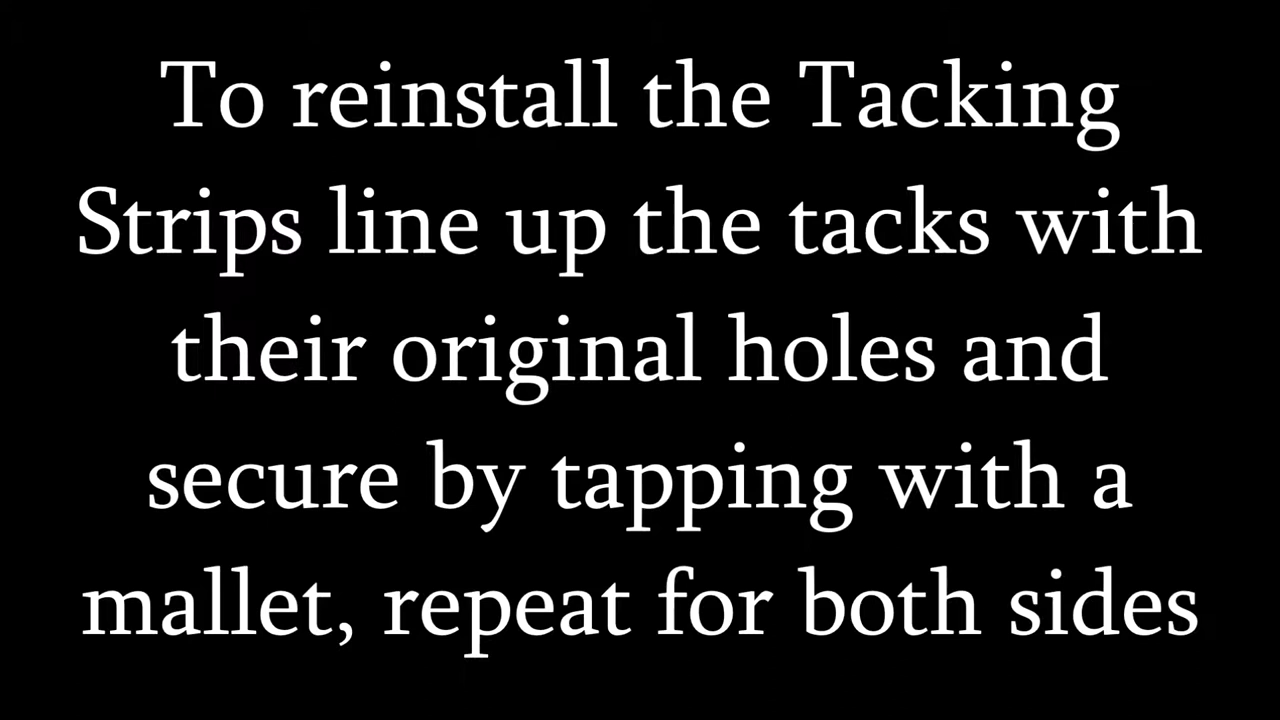 To reinstall the Tacking
Strips line up the tacks with
their original holes and
secure by tapping with a
mallet, repeat for both sides